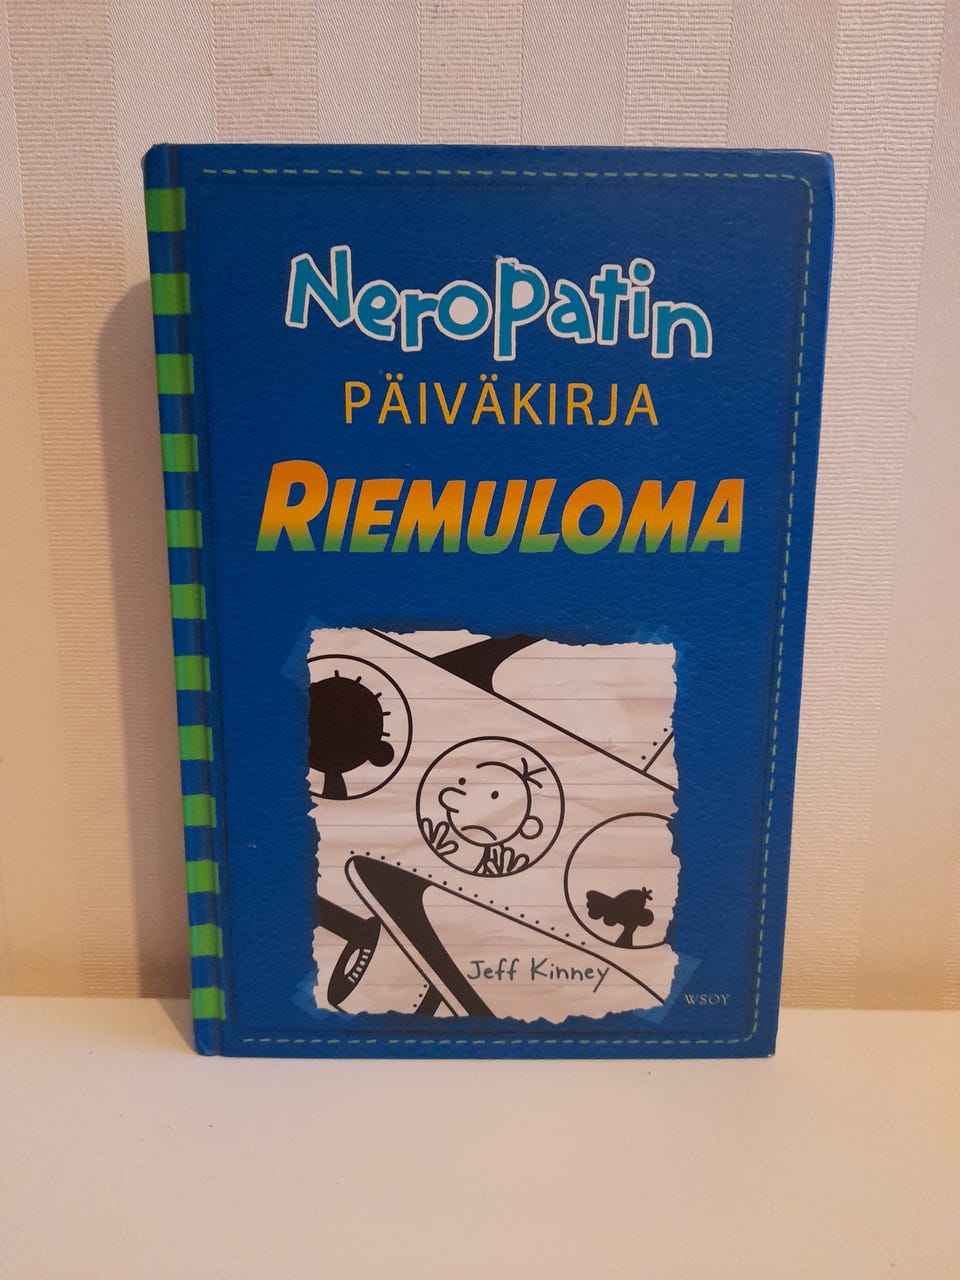 Neropatin
PÄIVÄKIRJA
RIEMULOMA
Jeff Kinney
WSOY